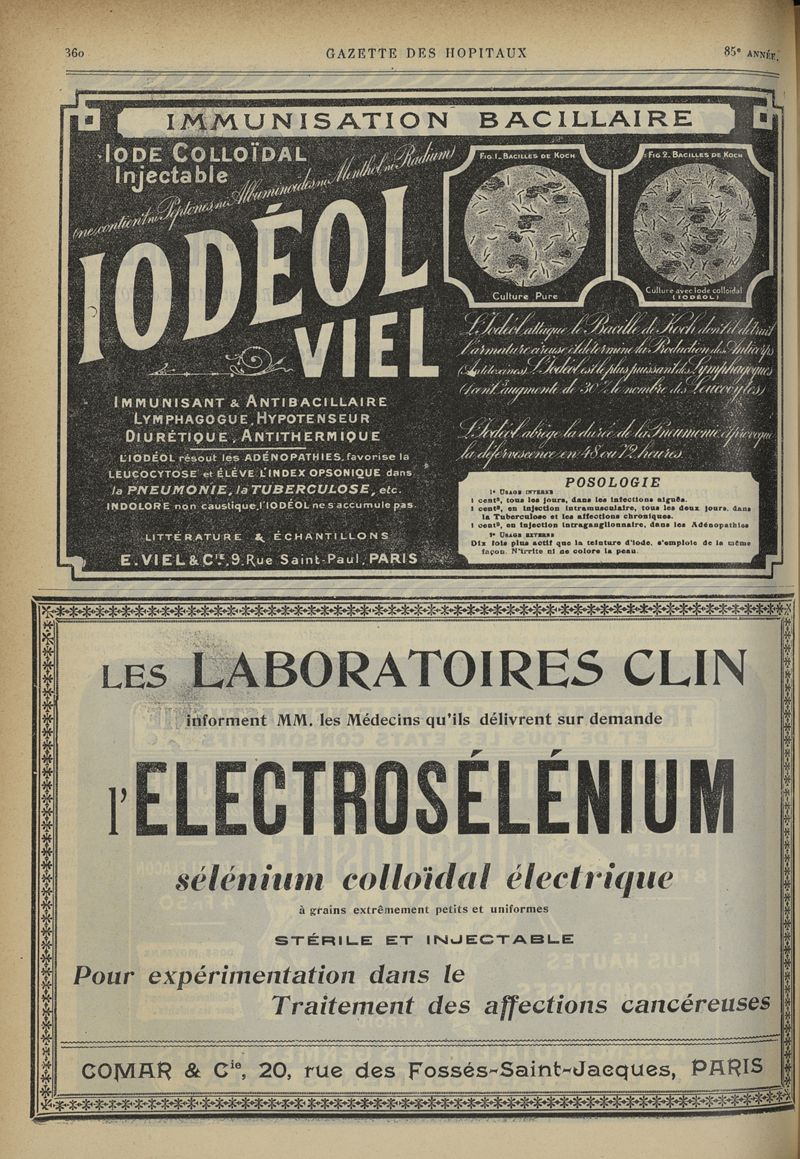 360
GAZETTE DES HOPITAUX
85e ANNÉE.
IMMUNISATION BACILLAIRE
IODE COLLOÏDAL
Injectable
(ne contient ni Peptones, ni Albuminoïdes, ni Menthol, ni Radium)
IODÉOL
VIEL
IMMUNISANT & ANTIBACILLAIRE
LYMPHAGOGUE, HYPOTENSEUR
DIURÉTIQUE, ANTITHERMIQUE
L'IODÉOL résout les ADÉNOPATHIES, favorise la
LEUCOCYTOSE et ÉLÈVE L'INDEX OPSONIQUE dans
la PNEUMONIE, la TUBERCULOSE, etc.
INDOLORE non caustique, l'IODÉOL ne s'accumule pas
LITTÉRATURE & ÉCHANTILLONS
E. VIEL & Cie, 9, Rue Saint-Paul, PARIS
FIG. 1. BACILLES DE KOCH
Culture Pure
FIG. 2. BACILLES DE KOCH
Culture avec Iode colloïdal
(IODÉOL)
L'Iodéol attaque le Bacille de Koch dont il détruit
l'armature cireuse et détermine la Production des Anticorps
(Antitoxines). L'Iodéol est le plus puissant des Lymphagogues
(Augmente de 30% le nombre des Leucocytes)
L'Iodéol abrège la durée de la Pneumonie et provoque
la défervescence en 48 ou 72 heures.
POSOLOGIE
1° USAGE INTERNE
1 cent³, tous les jours, dans les infections aiguës.
1 cent³, en injection intramusculaire, tous les deux jours, dans
la Tuberculose et les affections chroniques.
1 cent³, en injection intraganglionnaire, dans les Adénopathies
2° USAGE EXTERNE
Dix fois plus actif que la teinture d'iode, s'emploie de la même
façon. N'irrite ni ne colore la peau.
LES LABORATOIRES CLIN
informent MM. les Médecins qu'ils délivrent sur demande
l'ELECTROSÉLÉNIUM
sélénium colloïdal électrique
à grains extrêmement petits et uniformes
STÉRILE ET INJECTABLE
Pour expérimentation dans le
Traitement des affections cancéreuses
COMAR & Cie, 20, rue des Fossés-Saint-Jacques, PARIS